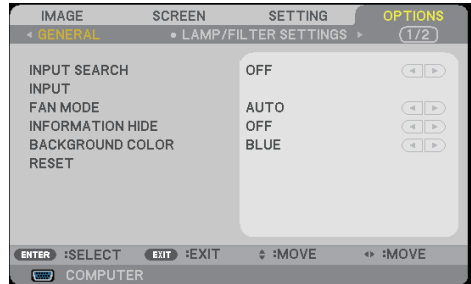 IMAGE SCREEN SETTING OPTIONS
GENERAL LAMP/FILTER SETTINGS (1/2)
INPUT SEARCH OFF
INPUT
FAN MODE AUTO
INFORMATION HIDE OFF
BACKGROUND COLOR BLUE
RESET
ENTER :SELECT EXIT :EXIT :MOVE :MOVE
COMPUTER